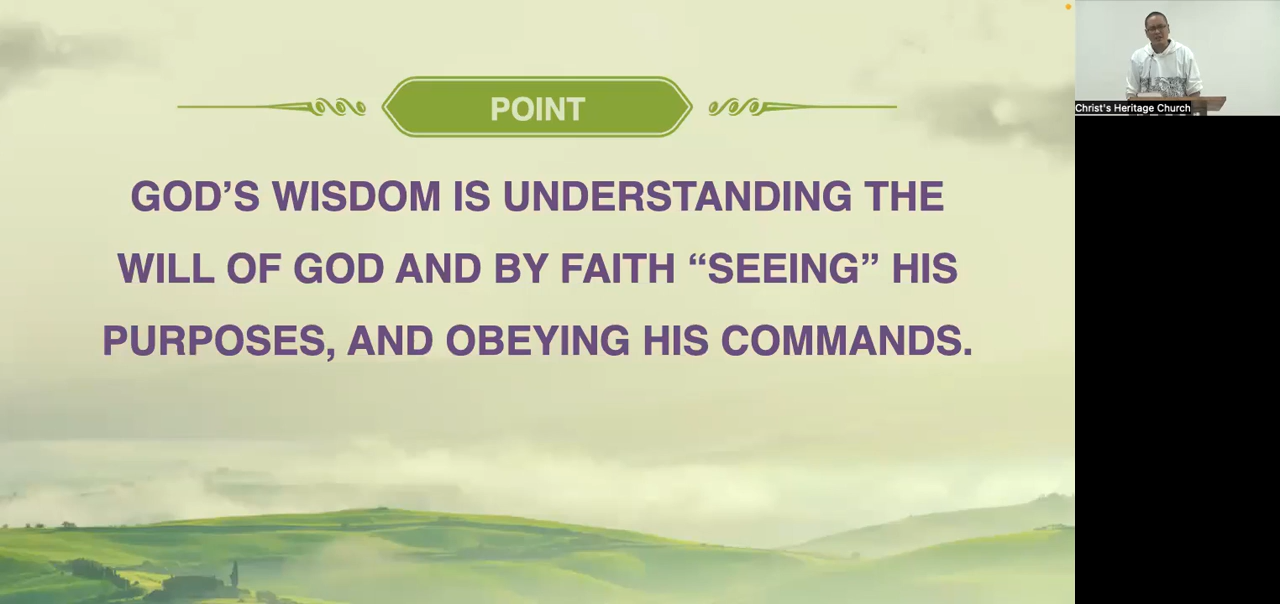 POINT
GOD’S WISDOM IS UNDERSTANDING THE
WILL OF GOD AND BY FAITH “SEEING” HIS
PURPOSES, AND OBEYING HIS COMMANDS.
Christ's Heritage Church